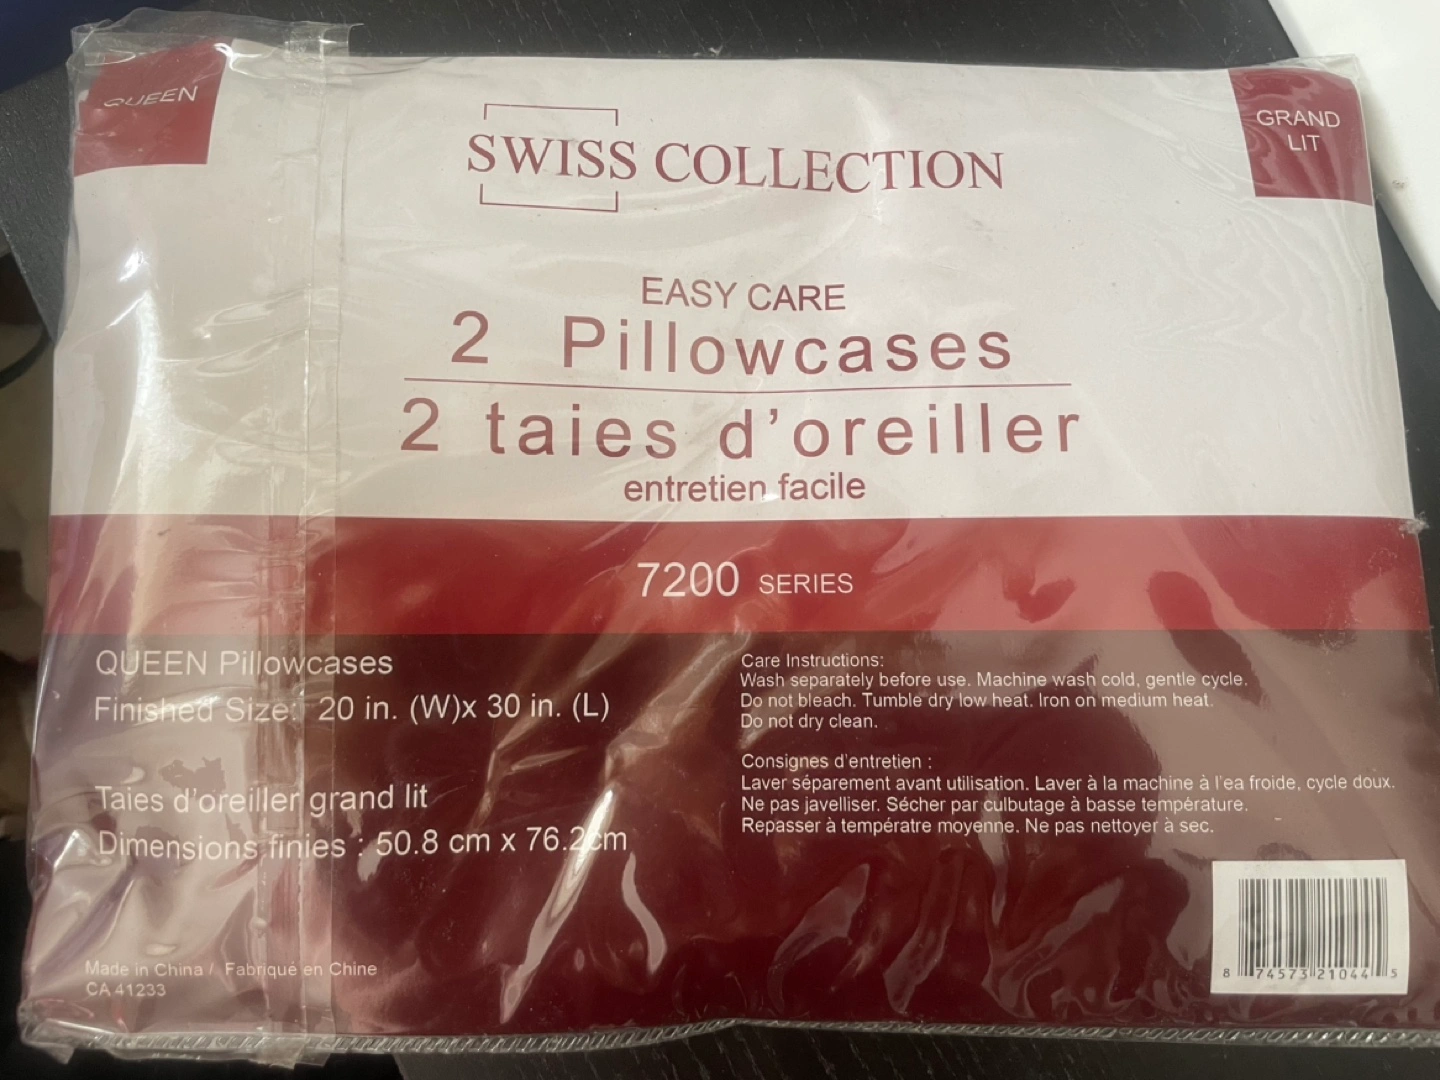 QUEEN
GRAND
LIT
SWISS COLLECTION
EASY CARE
2 Pillowcases
2 taies d'oreiller
entretien facile
7200 SERIES
QUEEN Pillowcases
Finished Size: 20 in. (W)x 30 in. (L)
Taies d'oreiller grand lit
Dimensions finies : 50.8 cm x 76.2cm
Care Instructions:
Wash separately before use. Machine wash cold, gentle cycle.
Do not bleach. Tumble dry low heat. Iron on medium heat.
Do not dry clean.
Consignes d'entretien :
Laver séparement avant utilisation. Laver à la machine à l'ea froide, cycle doux.
Ne pas javelliser. Sécher par culbutage à basse température.
Repasser à températre moyenne. Ne pas nettoyer à sec.
Made in China / Fabriqué en Chine
CA 41233
8 74573 21044 5